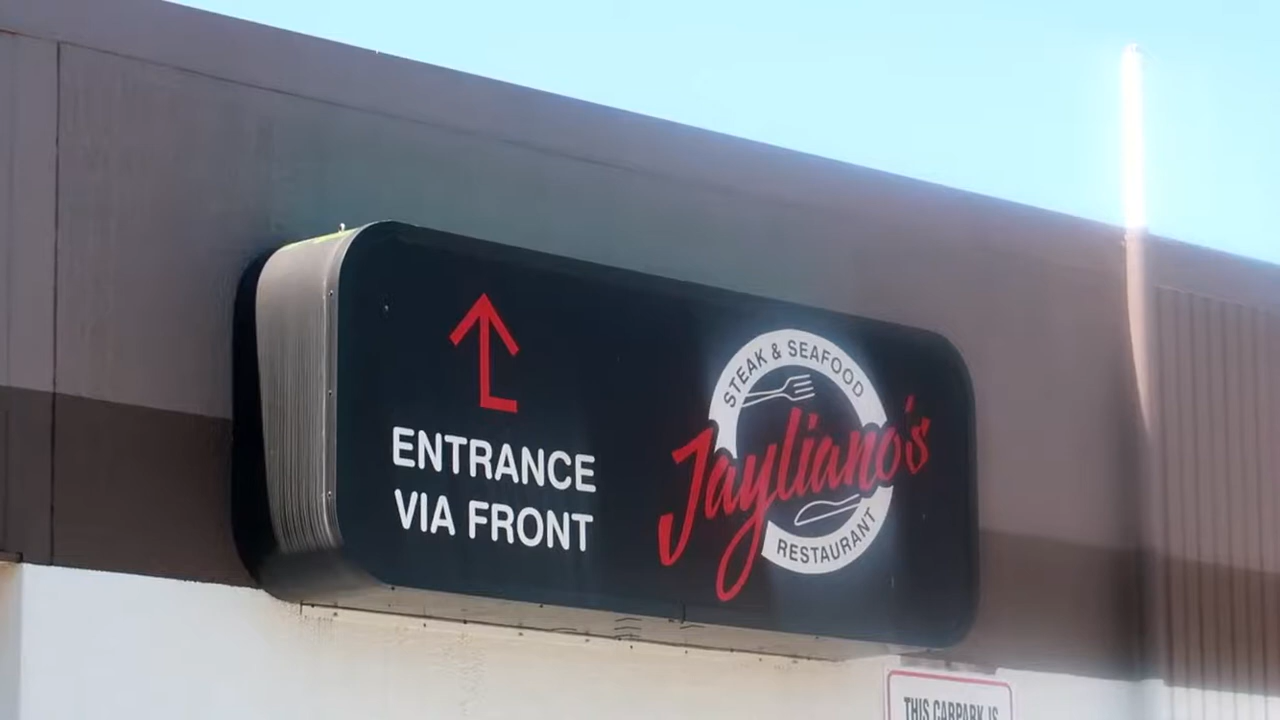 ENTRANCE
VIA FRONT
STEAK & SEAFOOD
Jayliano's
RESTAURANT
THIS CARPARK IS